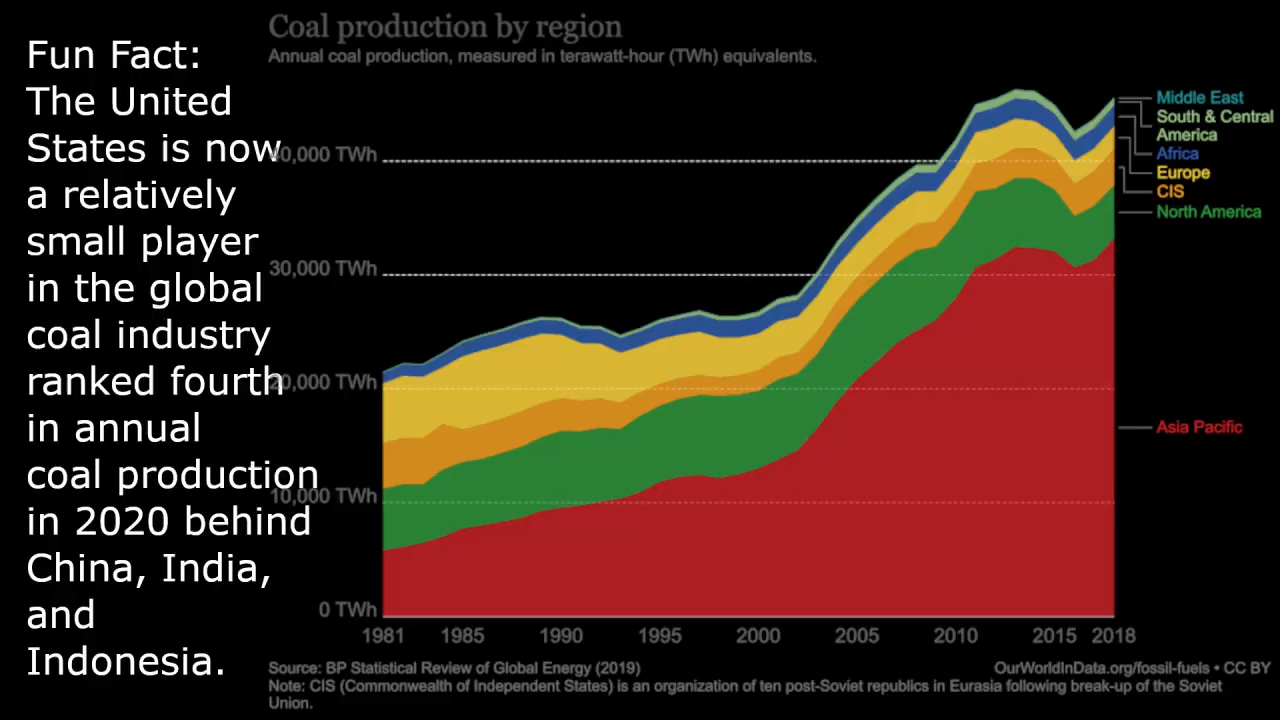 Fun Fact:
The United
States is now
a relatively
small player
in the global
coal industry
ranked fourth
in annual
coal production
in 2020 behind
China, India,
and
Indonesia.
Coal production by region
Annual coal production, measured in terawatt-hour (TWh) equivalents.
40,000 TWh
30,000 TWh
20,000 TWh
10,000 TWh
0 TWh
1981 1985 1990 1995 2000 2005 2010 2015 2018
Middle East
South & Central
America
Africa
Europe
CIS
North America
Asia Pacific
Source: BP Statistical Review of Global Energy (2019)
OurWorldInData.org/fossil-fuels • CC BY
Note: CIS (Commonwealth of Independent States) is an organization of ten post-Soviet republics in Eurasia following break-up of the Soviet
Union.